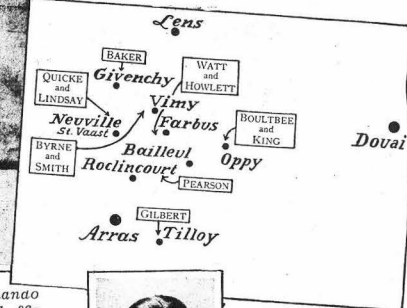 Lens
BAKER
Givenchy
WATT
and
HOWLETT
QUICKE
and
LINDSAY
Vimy
Neuville
St. Vaast
Farbus
BOULTBEE
and
KING
Douai
BYRNE
and
SMITH
Bailleul
Oppy
Roclincourt
PEARSON
GILBERT
Arras
Tilloy
ando